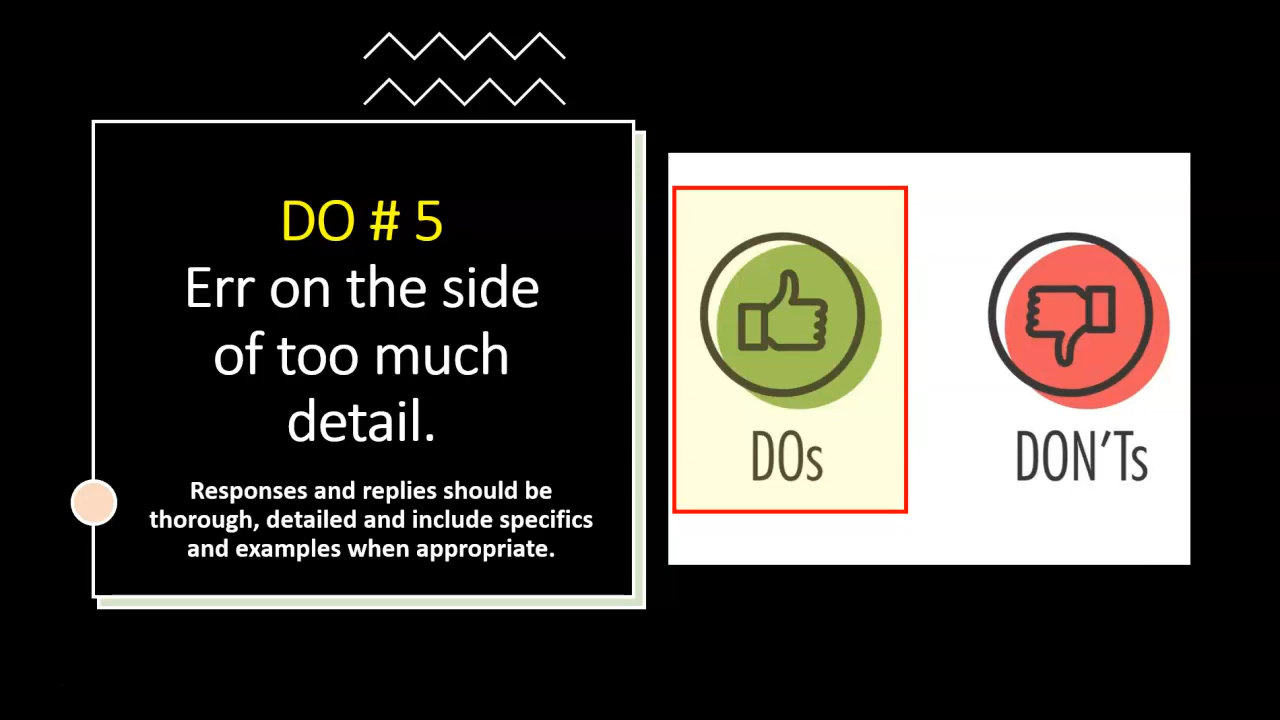 DO # 5
Err on the side
of too much
detail.
Responses and replies should be
thorough, detailed and include specifics
and examples when appropriate.
DOs
DON'Ts